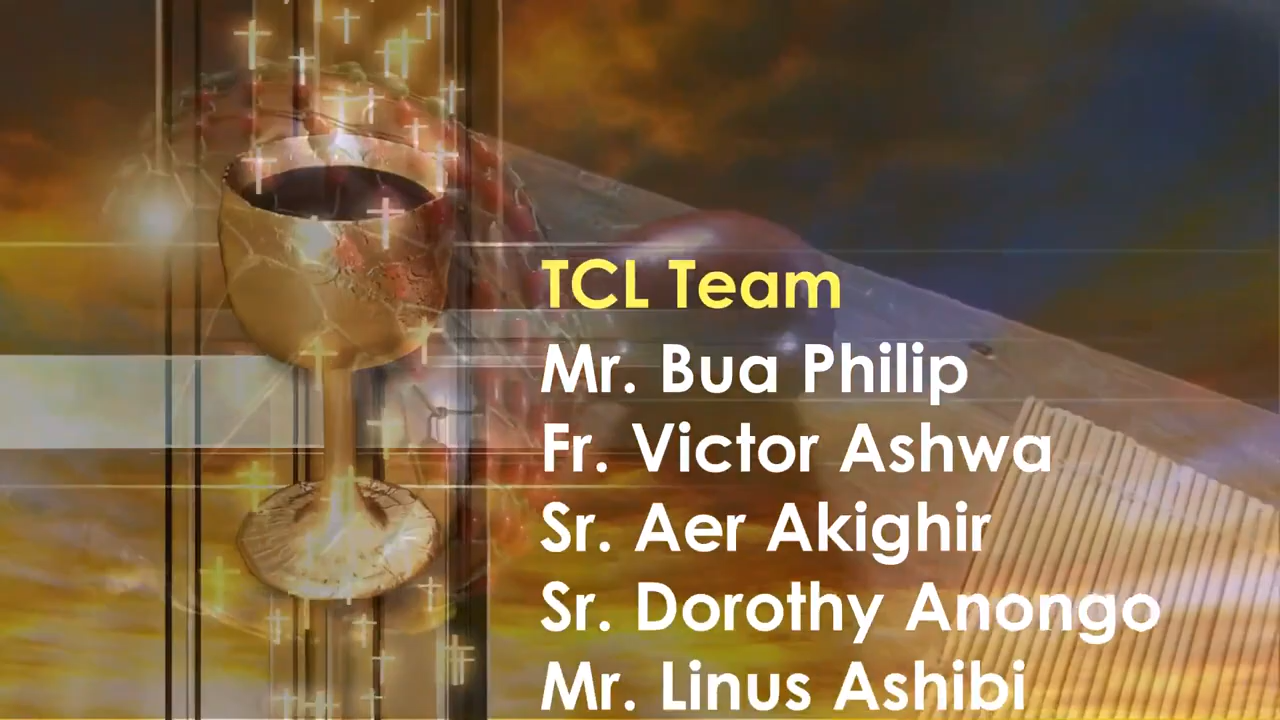 TCL Team
Mr. Bua Philip
Fr. Victor Ashwa
Sr. Aer Akighir
Sr. Dorothy Anongo
Mr. Linus Ashibi